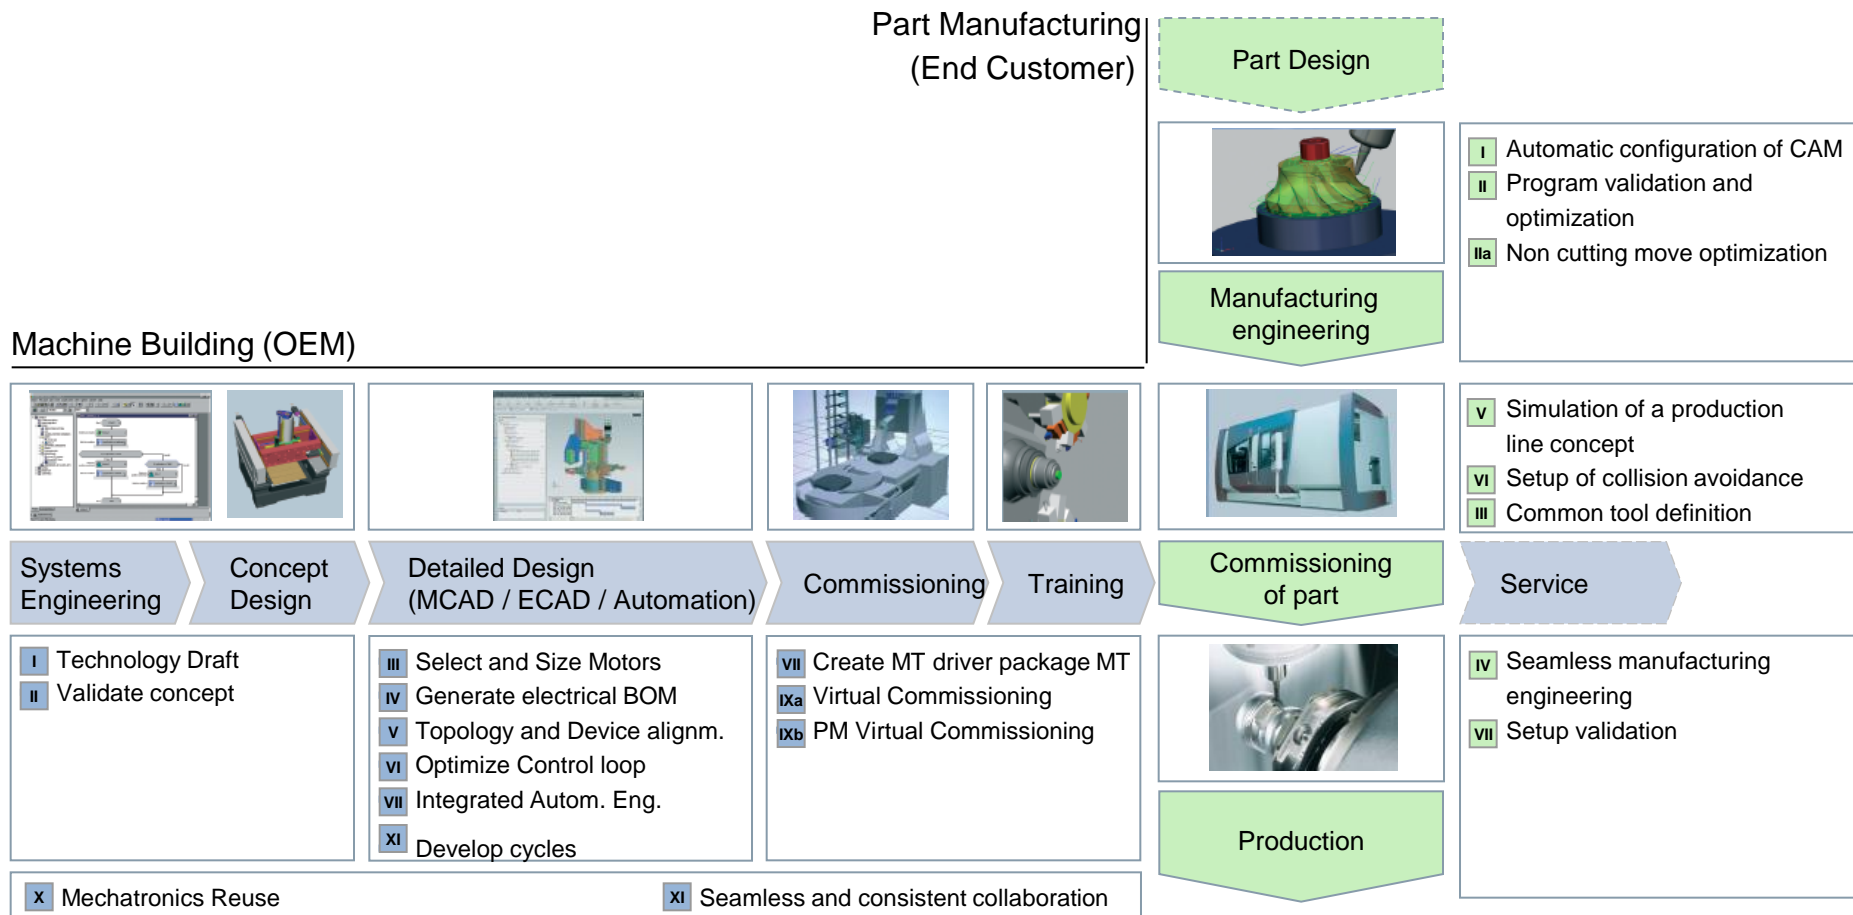 Part Manufacturing
(End Customer)
Part Design
I Automatic configuration of CAM
II Program validation and
optimization
IIa Non cutting move optimization
Manufacturing
engineering
Machine Building (OEM)
V Simulation of a production
line concept
VI Setup of collision avoidance
III Common tool definition
Systems
Engineering
Concept
Design
Detailed Design
(MCAD / ECAD / Automation)
Commissioning
Training
Commissioning
of part
Service
I Technology Draft
II Validate concept
III Select and Size Motors
IV Generate electrical BOM
V Topology and Device alignm.
VI Optimize Control loop
VII Integrated Autom. Eng.
XI Develop cycles
VII Create MT driver package MT
IXa Virtual Commissioning
IXb PM Virtual Commissioning
IV Seamless manufacturing
engineering
VII Setup validation
Production
X Mechatronics Reuse
XI Seamless and consistent collaboration